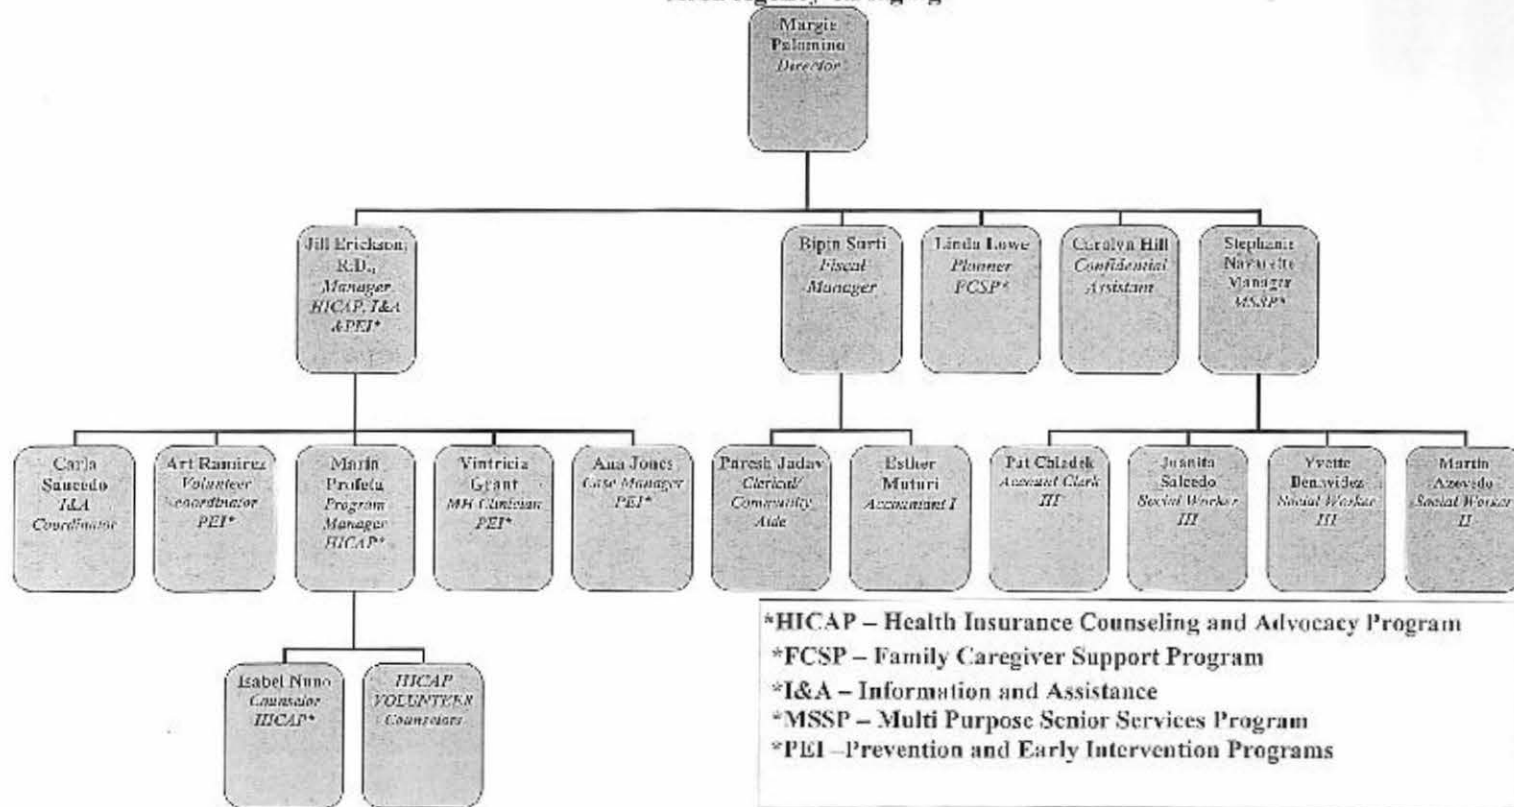 Margie
Palomino
Director
Jill Erickson,
R.D.,
Manager
HICAP, I&A
&PEI*
Bipin Surti
Fiscal
Manager
Linda Lowe
Planner
FCSP*
Carolyn Hill
Confidential
Assistant
Stephanie
Navarette
Manager
MSSP*
Carla
Saucedo
I&A
Coordinator
Art Ramirez
Volunteer
coordinator
PEI*
Maria
Profeta
Program
Manager
HICAP*
Vintricia
Grant
MH Clinician
PEI*
Ana Jones
Case Manager
PEI*
Paresh Jadav
Clerical/
Community
Aide
Esther
Muturi
Accountant I
Pat Chladek
Account Clerk
III
Juanita
Salcedo
Social Worker
III
Yvette
Benavidez
Social Worker
III
Martin
Azevedo
Social Worker
II
Isabel Nuno
Counselor
HICAP*
HICAP
VOLUNTEER
Counselors
*HICAP – Health Insurance Counseling and Advocacy Program
*FCSP – Family Caregiver Support Program
*I&A – Information and Assistance
*MSSP – Multi Purpose Senior Services Program
*PEI –Prevention and Early Intervention Programs